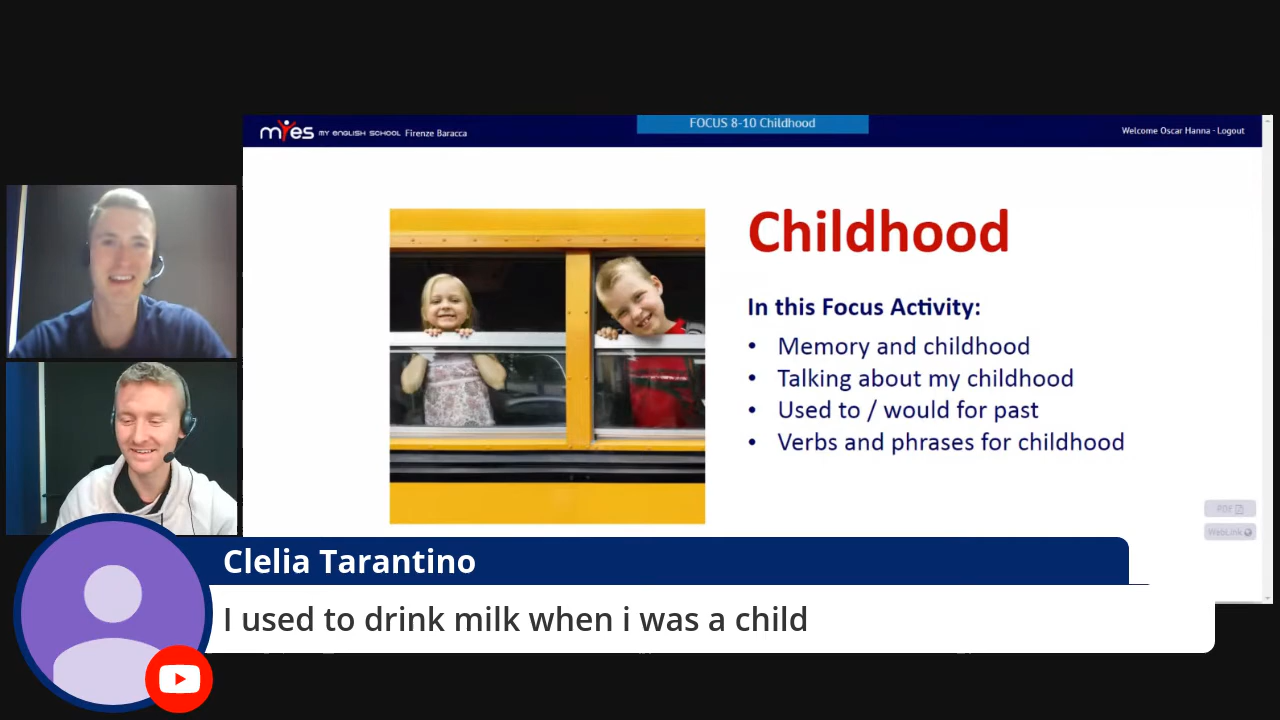 FOCUS 8-10 Childhood
myes MY ENGLISH SCHOOL Firenze Baracca
Welcome Oscar Hanna - Logout
Childhood
In this Focus Activity:
• Memory and childhood
• Talking about my childhood
• Used to / would for past
• Verbs and phrases for childhood
PDF
WebLink
Clelia Tarantino
I used to drink milk when i was a child